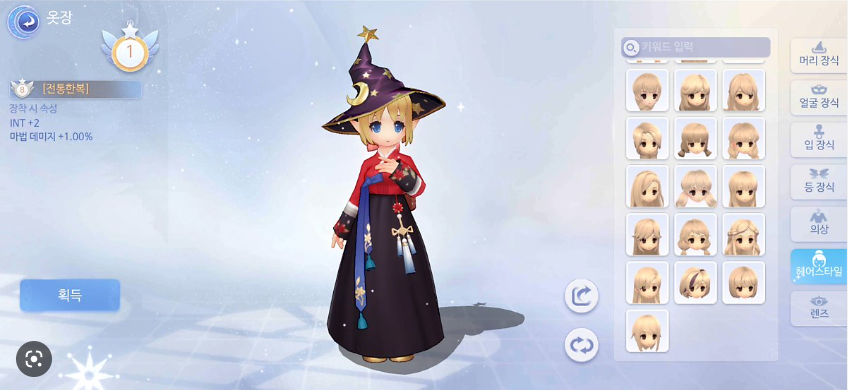 옷장
1
8 [전통한복]
장착 시 속성
INT +2
마법 데미지 +1.00%
획득
키워드 입력
머리 장식
얼굴 장식
입 장식
등 장식
의상
헤어스타일
렌즈